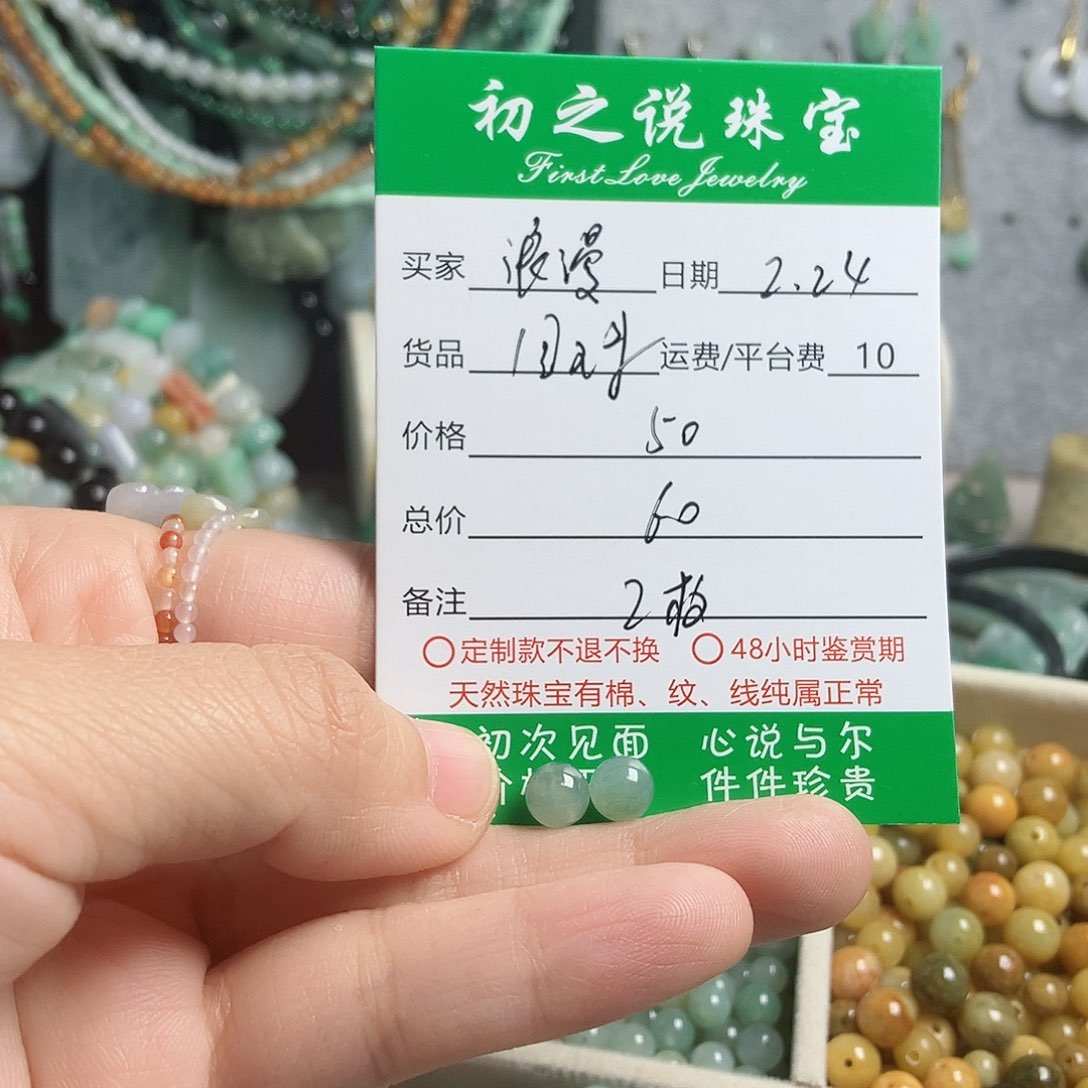 初之说珠宝
First Love Jewelry
买家 浪漫 日期 2.24
货品 圆珠 运费/平台费 10
价格 50
总价 60
备注 2枚
定制款不退不换 48小时鉴赏期
天然珠宝有棉、纹、线纯属正常
初次见面 心说与尔
件件珍贵